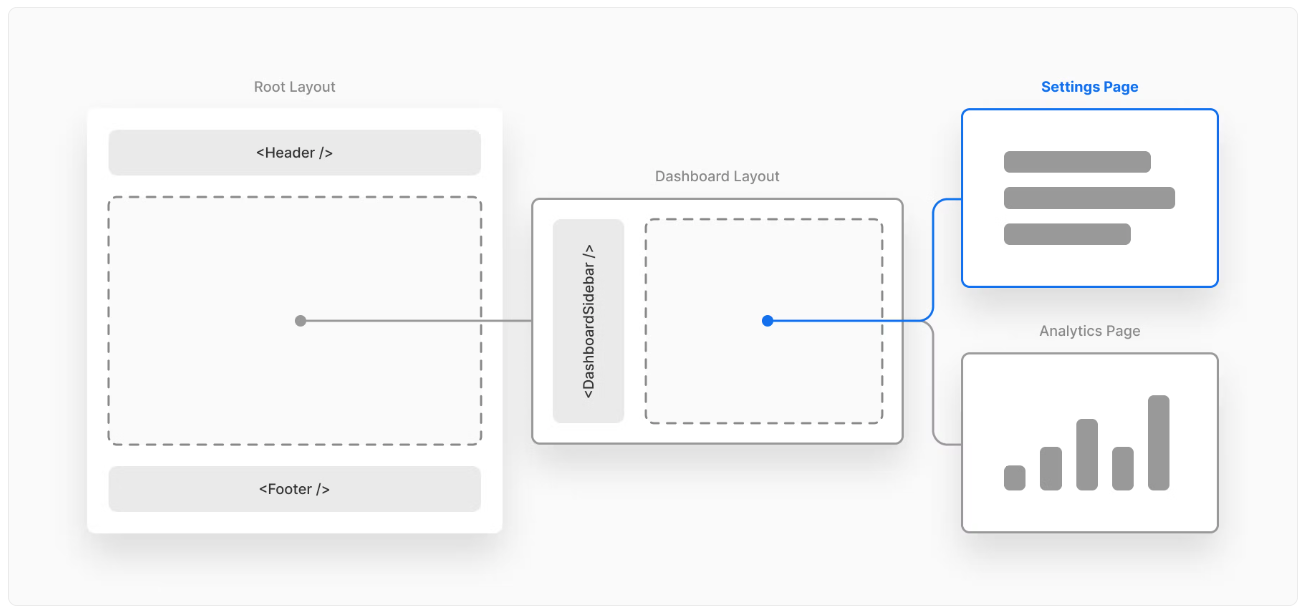 Root Layout
<Header />
<Footer />
Dashboard Layout
<DashboardSidebar />
Settings Page
Analytics Page